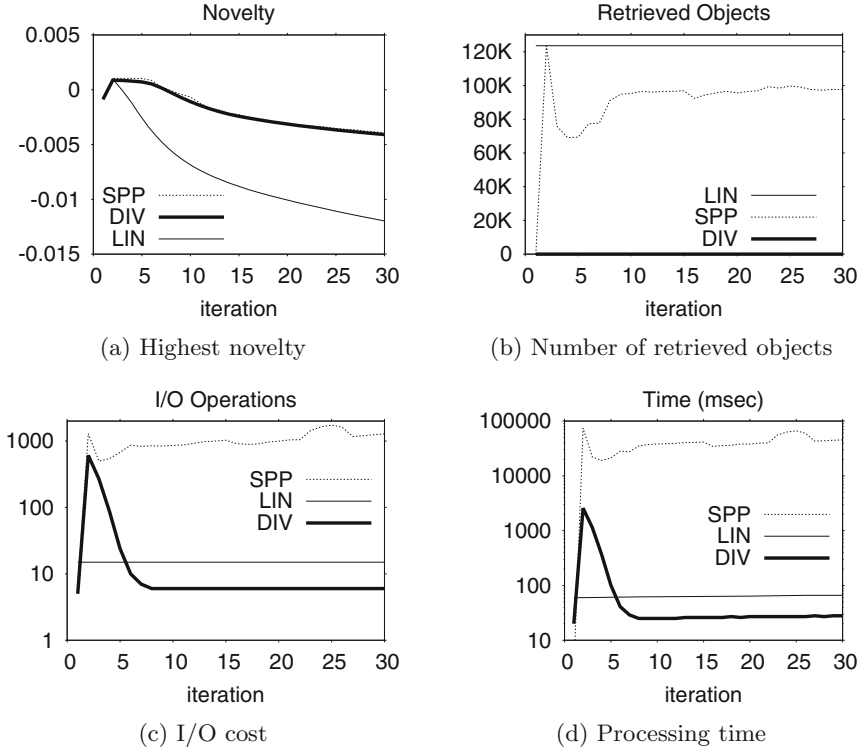 Novelty
0.005
0
-0.005
-0.01
-0.015
SPP
DIV
LIN
0 5 10 15 20 25 30
iteration
(a) Highest novelty
Retrieved Objects
120K
100K
80K
60K
40K
20K
0
LIN
SPP
DIV
0 5 10 15 20 25 30
iteration
(b) Number of retrieved objects
I/O Operations
1000
100
10
1
SPP
LIN
DIV
0 5 10 15 20 25 30
iteration
(c) I/O cost
Time (msec)
100000
10000
1000
100
10
SPP
LIN
DIV
0 5 10 15 20 25 30
iteration
(d) Processing time